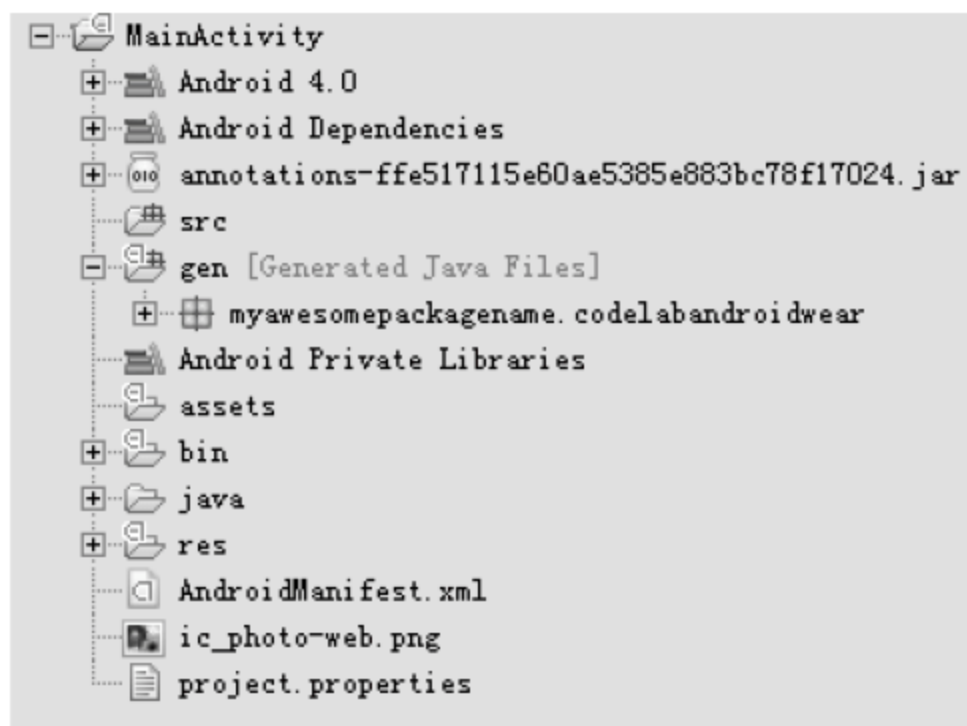 MainActivity
Android 4.0
Android Dependencies
annotations-ffe517115e60ae5385e883bc78f17024.jar
src
gen [Generated Java Files]
myawesomepackagename.codelabandroidwear
Android Private Libraries
assets
bin
java
res
AndroidManifest.xml
ic_photo-web.png
project.properties